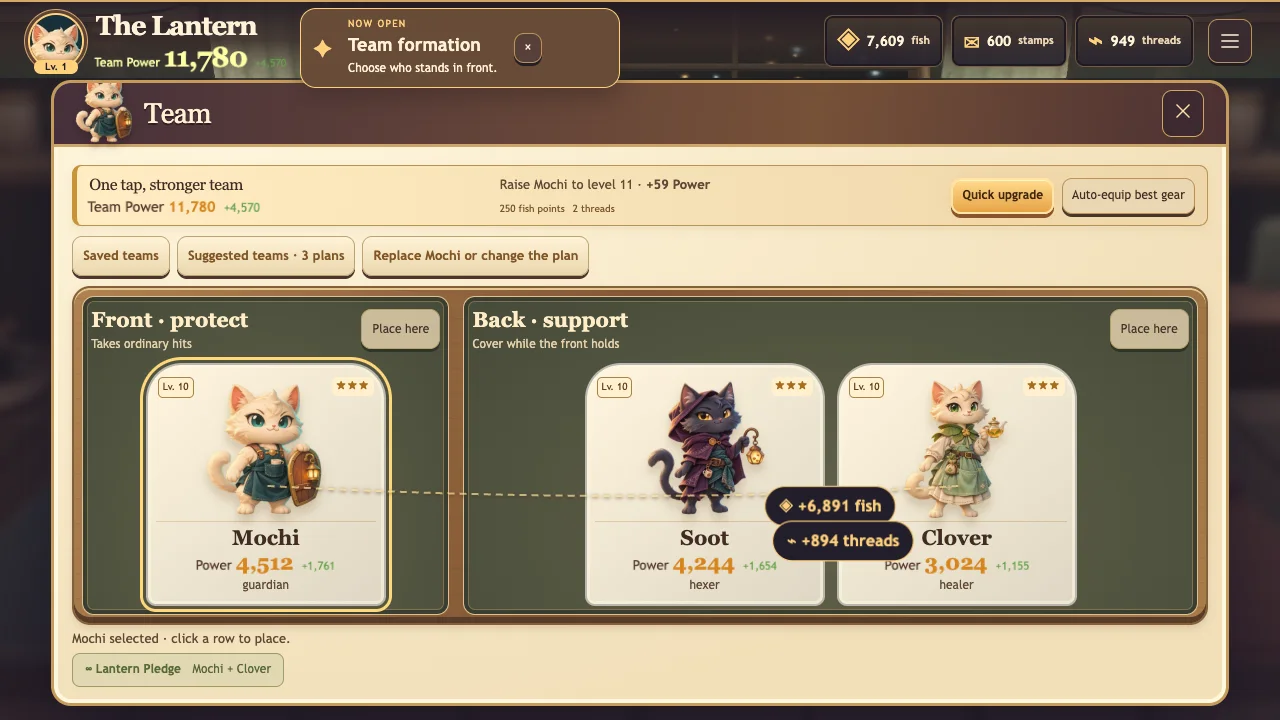 The Lantern
Team Power 11,780 +4,570
Lv. 1
NOW OPEN
Team formation
Choose who stands in front.
×
7,609 fish
600 stamps
949 threads
Team
One tap, stronger team
Team Power 11,780 +4,570
Raise Mochi to level 11 · +59 Power
250 fish points 2 threads
Quick upgrade
Auto-equip best gear
Saved teams
Suggested teams · 3 plans
Replace Mochi or change the plan
Front · protect
Takes ordinary hits
Place here
Back · support
Cover while the front holds
Place here
Lv. 10
★★★
Mochi
Power 4,512 +1,761
guardian
Lv. 10
★★★
Soot
Power 4,244 +1,654
hexer
Lv. 10
★★★
Clover
Power 3,024 +1,155
healer
+6,891 fish
+894 threads
Mochi selected · click a row to place.
∞ Lantern Pledge Mochi + Clover